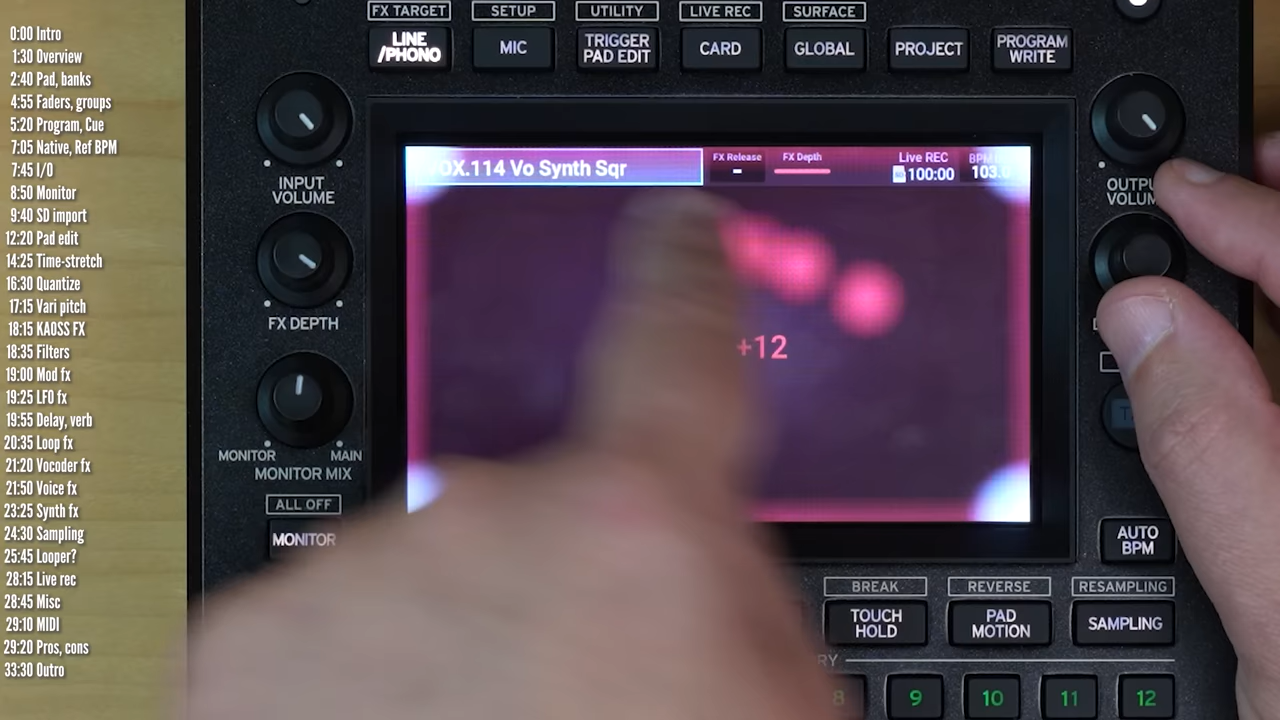 0:00 Intro
1:30 Overview
2:40 Pad, banks
4:55 Faders, groups
5:20 Program, Cue
7:05 Native, Ref BPM
7:45 I/O
8:50 Monitor
9:40 SD import
12:20 Pad edit
14:25 Time-stretch
16:30 Quantize
17:15 Vari pitch
18:15 KAOSS FX
18:35 Filters
19:00 Mod fx
19:25 LFO fx
19:55 Delay, verb
20:35 Loop fx
21:20 Vocoder fx
21:50 Voice fx
23:25 Synth fx
24:30 Sampling
25:45 Looper?
28:15 Live rec
28:45 Misc
29:10 MIDI
29:20 Pros, cons
33:30 Outro
FX TARGET
SETUP
UTILITY
LIVE REC
SURFACE
LINE
/PHONO
MIC
TRIGGER
PAD EDIT
CARD
GLOBAL
PROJECT
PROGRAM
WRITE
INPUT
VOLUME
FX DEPTH
MONITOR
MAIN
MONITOR MIX
ALL OFF
MONITOR
.114 Vo Synth Sqr
FX Release
-
FX Depth
Live REC
100:00
BPM
103.
+12
AUTO
BPM
BREAK
REVERSE
RESAMPLING
TOUCH
HOLD
PAD
MOTION
SAMPLING
8
9
10
11
12